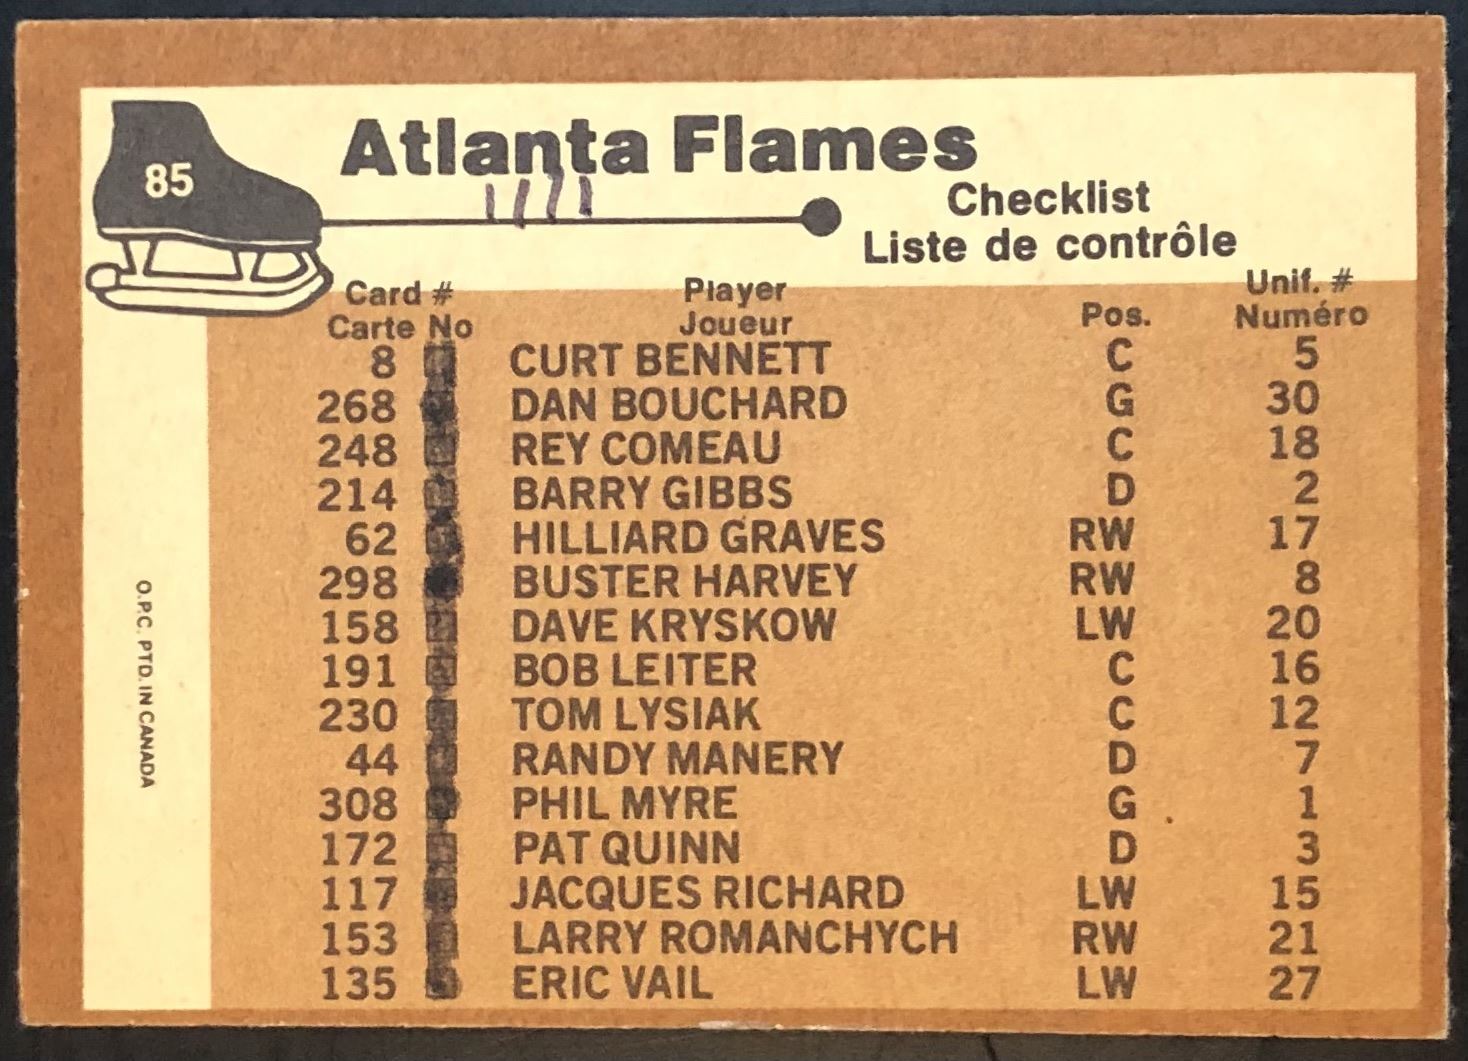 85
Atlanta Flames
Checklist
Liste de contrôle
Card # Player Pos. Unif. #
Carte No Joueur Numéro
8 CURT BENNETT C 5
268 DAN BOUCHARD G 30
248 REY COMEAU C 18
214 BARRY GIBBS D 2
62 HILLIARD GRAVES RW 17
298 BUSTER HARVEY RW 8
158 DAVE KRYSKOW LW 20
191 BOB LEITER C 16
230 TOM LYSIAK C 12
44 RANDY MANERY D 7
308 PHIL MYRE G 1
172 PAT QUINN D 3
117 JACQUES RICHARD LW 15
153 LARRY ROMANCHYCH RW 21
135 ERIC VAIL LW 27
O.P.C. PTD. IN CANADA